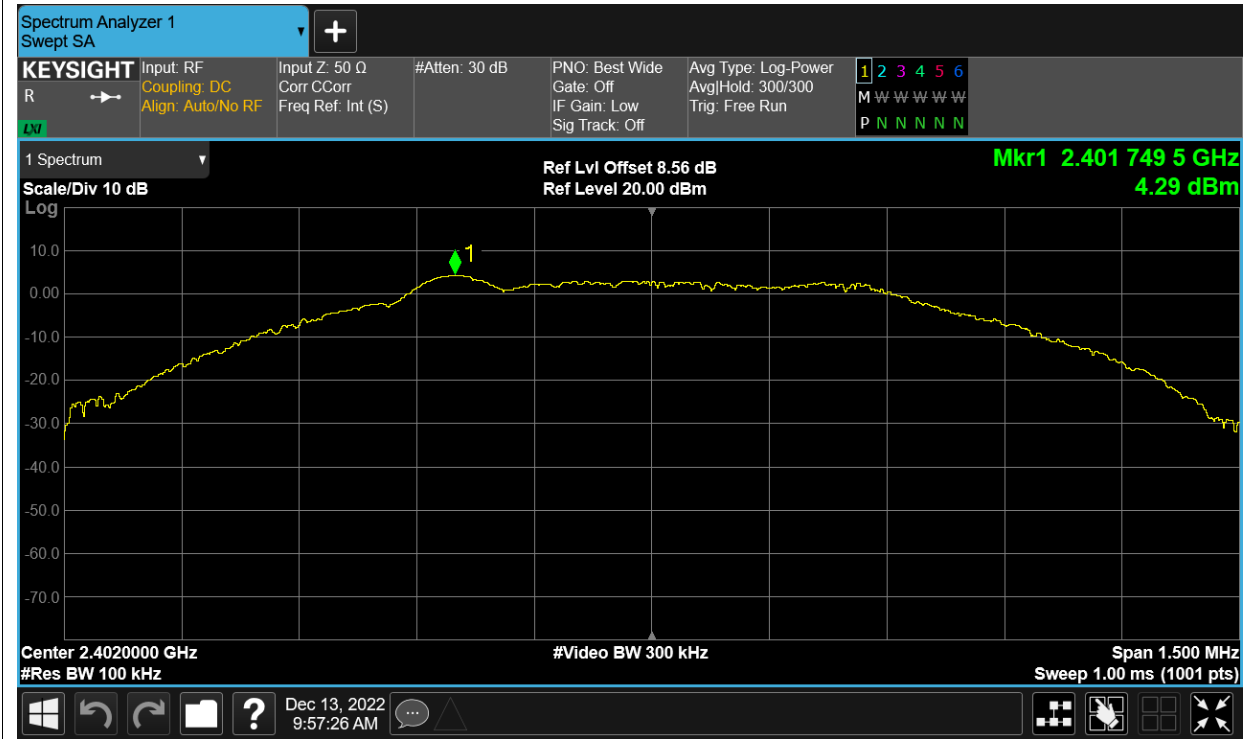 Spectrum Analyzer 1
Swept SA
KEYSIGHT
R
LXI
Input: RF
Coupling: DC
Align: Auto/No RF
Input Z: 50 Ω
Corr CCorr
Freq Ref: Int (S)
#Atten: 30 dB
PNO: Best Wide
Gate: Off
IF Gain: Low
Sig Track: Off
Avg Type: Log-Power
Avg|Hold: 300/300
Trig: Free Run
1 2 3 4 5 6
M W W W W W
P N N N N N
1 Spectrum
Scale/Div 10 dB
Log
Ref Lvl Offset 8.56 dB
Ref Level 20.00 dBm
Mkr1 2.401 749 5 GHz
4.29 dBm
1
10.0
0.00
-10.0
-20.0
-30.0
-40.0
-50.0
-60.0
-70.0
Center 2.4020000 GHz
#Res BW 100 kHz
#Video BW 300 kHz
Span 1.500 MHz
Sweep 1.00 ms (1001 pts)
?
Dec 13, 2022
9:57:26 AM